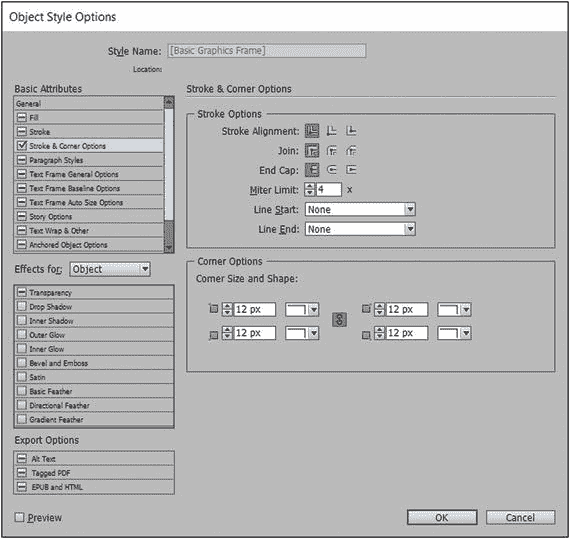 Object Style Options
Style Name: [Basic Graphics Frame]
Location:
Basic Attributes
General
Fill
Stroke
Stroke & Corner Options
Paragraph Styles
Text Frame General Options
Text Frame Baseline Options
Text Frame Auto Size Options
Story Options
Text Wrap & Other
Anchored Object Options
Effects for: Object
Transparency
Drop Shadow
Inner Shadow
Outer Glow
Inner Glow
Bevel and Emboss
Satin
Basic Feather
Directional Feather
Gradient Feather
Export Options
Alt Text
Tagged PDF
EPUB and HTML
Preview
Stroke & Corner Options
Stroke Options
Stroke Alignment:
Join:
End Cap:
Miter Limit: 4 x
Line Start: None
Line End: None
Corner Options
Corner Size and Shape:
12 px 12 px
12 px 12 px
OK Cancel